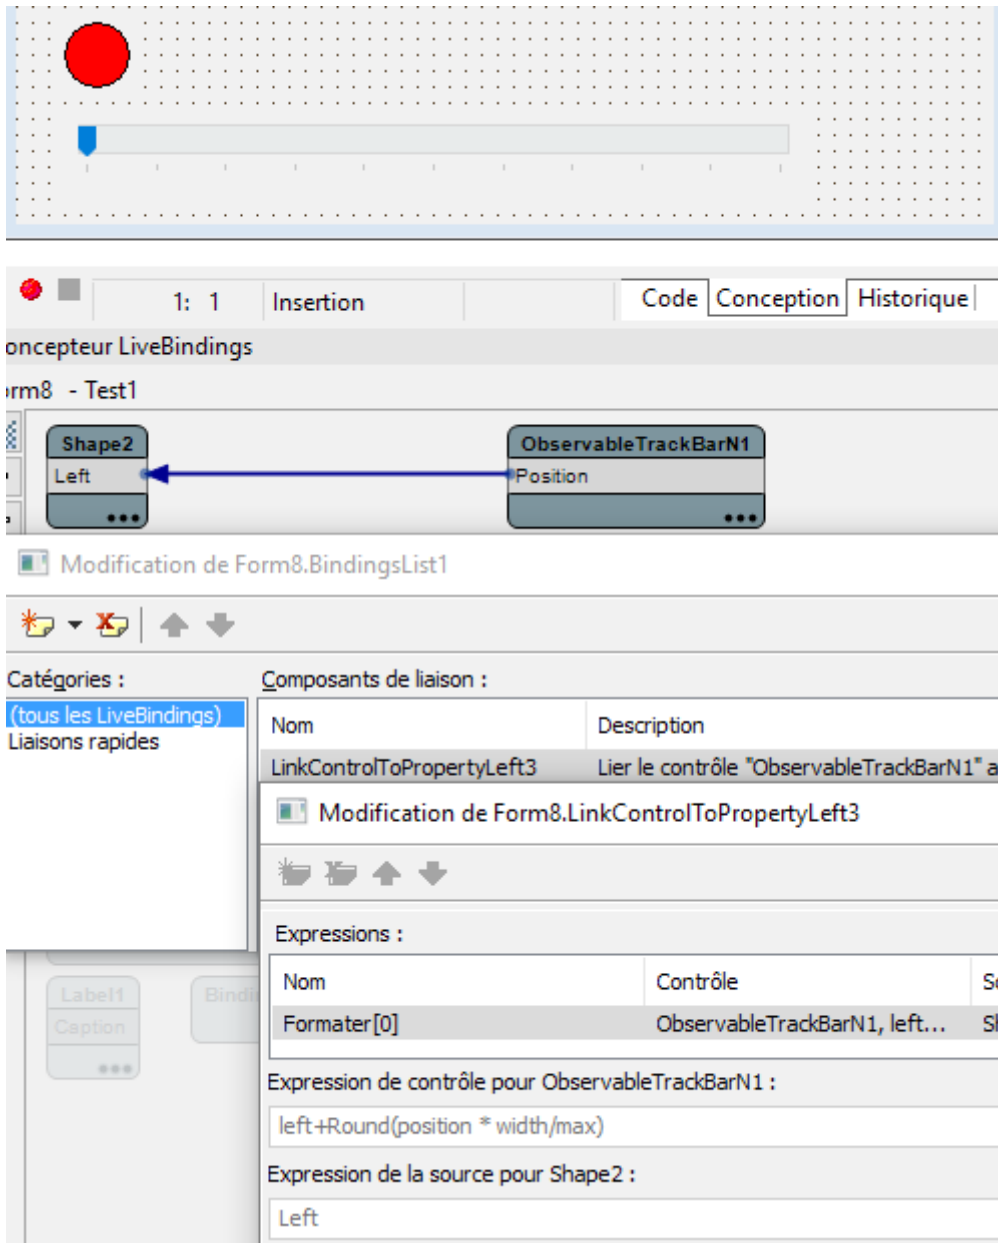 1: 1 Insertion Code Conception Historique
oncepteur LiveBindings
rm8 - Test1
Shape2 ObservableTrackBarN1
Left Position
Modification de Form8.BindingsList1
Catégories : Composants de liaison :
(tous les LiveBindings) Nom Description
Liaisons rapides
LinkControlToPropertyLeft3 Lier le contrôle "ObservableTrackBarN1" a
Modification de Form8.LinkControlToPropertyLeft3
Expressions :
Nom Contrôle
Label1 Bindi
Formater[0] ObservableTrackBarN1, left...
Caption
Expression de contrôle pour ObservableTrackBarN1 :
left+Round(position * width/max)
Expression de la source pour Shape2 :
Left